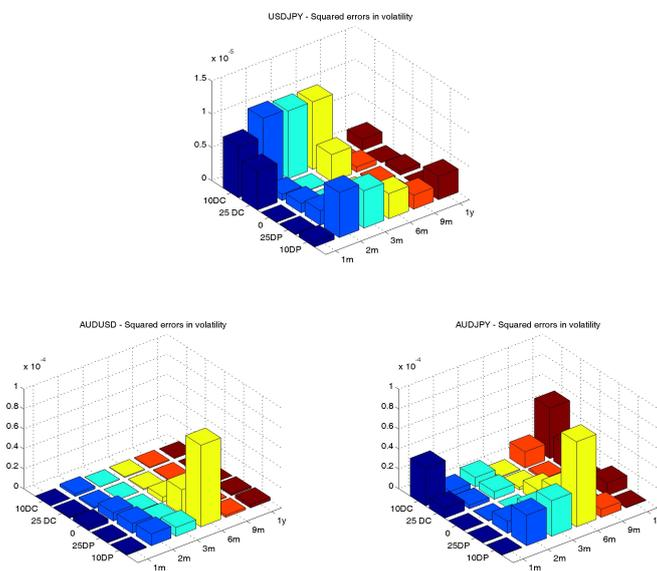 USDJPY - Squared errors in volatility
x 10⁻⁵
1.5
1
0.5
0
10DC
25 DC
0
25DP
10DP
1m
2m
3m
6m
9m
1y
AUDUSD - Squared errors in volatility
x 10⁻⁴
1
0.8
0.6
0.4
0.2
0
10DC
25 DC
0
25DP
10DP
1m
2m
3m
6m
9m
1y
AUDJPY - Squared errors in volatility
x 10⁻⁴
1
0.8
0.6
0.4
0.2
0
10DC
25 DC
0
25DP
10DP
1m
2m
3m
6m
9m